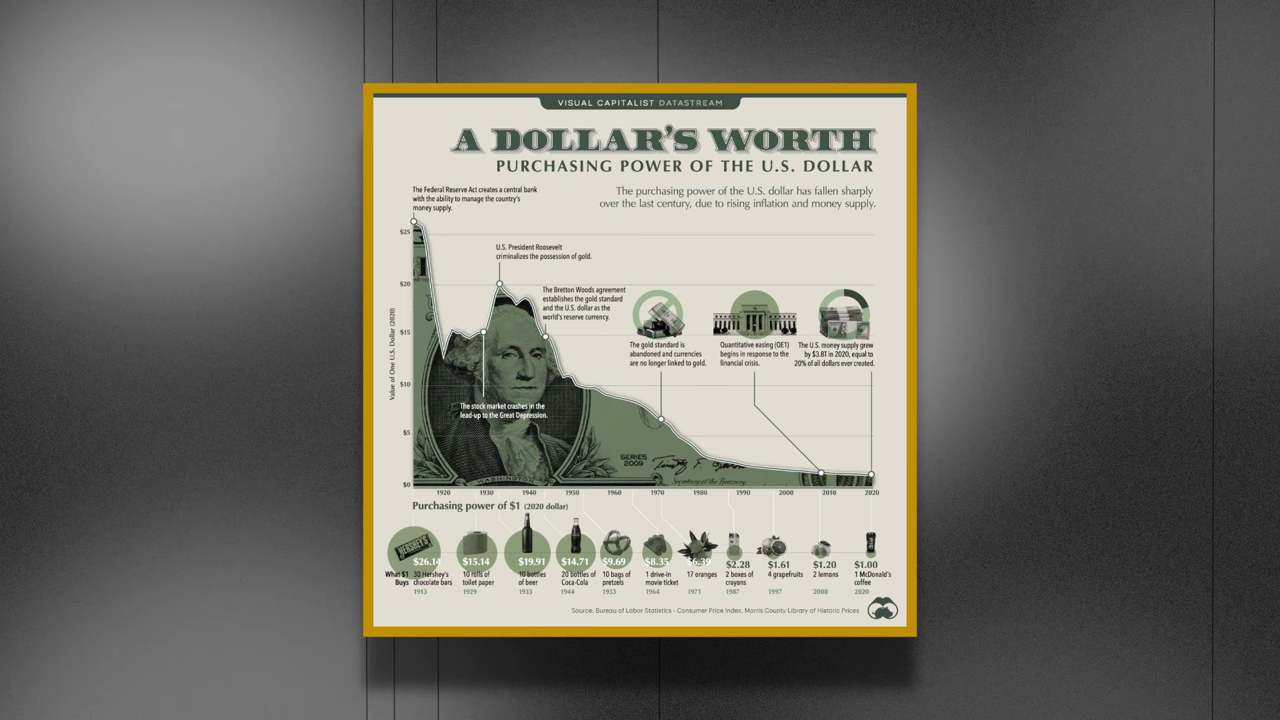 VISUAL CAPITALIST DATASTREAM
A DOLLAR'S WORTH
PURCHASING POWER OF THE U.S. DOLLAR
The purchasing power of the U.S. dollar has fallen sharply
over the last century, due to rising inflation and money supply.
The Federal Reserve Act creates a central bank
with the ability to manage the country's
money supply.
U.S. President Roosevelt
criminalizes the possession of gold.
The Bretton Woods agreement
establishes the gold standard
and the U.S. dollar as the
world's reserve currency.
The gold standard is
abandoned and currencies
are no longer linked to gold.
Quantitative easing (QE1)
begins in response to the
financial crisis.
The U.S. money supply grew
by $3.8T in 2020, equal to
20% of all dollars ever created.
The stock market crashes in the
lead-up to the Great Depression.
Value of One U.S. Dollar (2020)
$25
$20
$15
$10
$5
$0
SERIES
2009
Secretary of the Treasury.
WASHINGTON
1920 1930 1940 1950 1960 1970 1980 1990 2000 2010 2020
Purchasing power of $1 (2020 dollar)
HERSHEY'S
Coca-Cola
$26.14 $15.14 $19.91 $14.71 $9.69 $8.35 $6.39 $2.28 $1.61 $1.20 $1.00
What $1
Buys
30 Hershey's
chocolate bars
1913
10 rolls of
toilet paper
1929
10 bottles
of beer
1933
20 bottles of
Coca-Cola
1944
10 bags of
pretzels
1953
1 drive-in
movie ticket
1964
17 oranges
1971
2 boxes of
crayons
1987
4 grapefruits
1997
2 lemons
2008
1 McDonald's
coffee
2020
Source: Bureau of Labor Statistics - Consumer Price Index, Morris County Library of Historic Prices